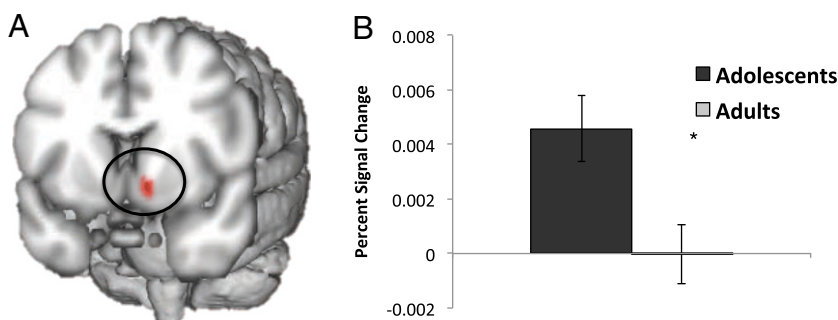 A
B
Percent Signal Change
0.008
0.006
0.004
0.002
0
-0.002
Adolescents
Adults
*